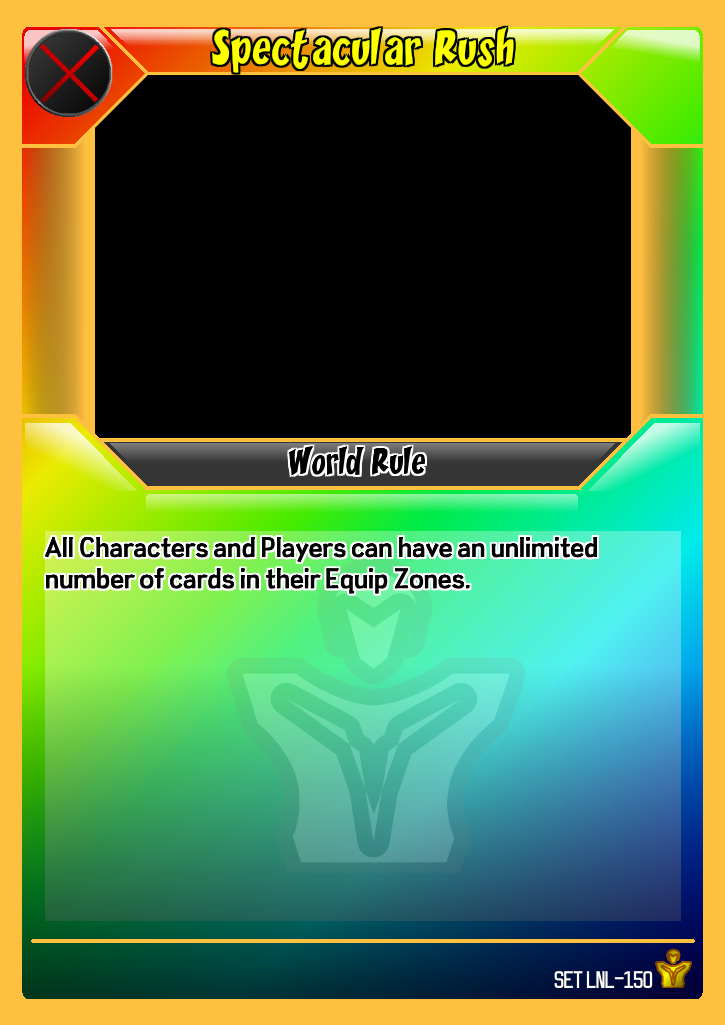 Spectacular Rush
World Rule
All Characters and Players can have an unlimited
number of cards in their Equip Zones.
SET LNL-150